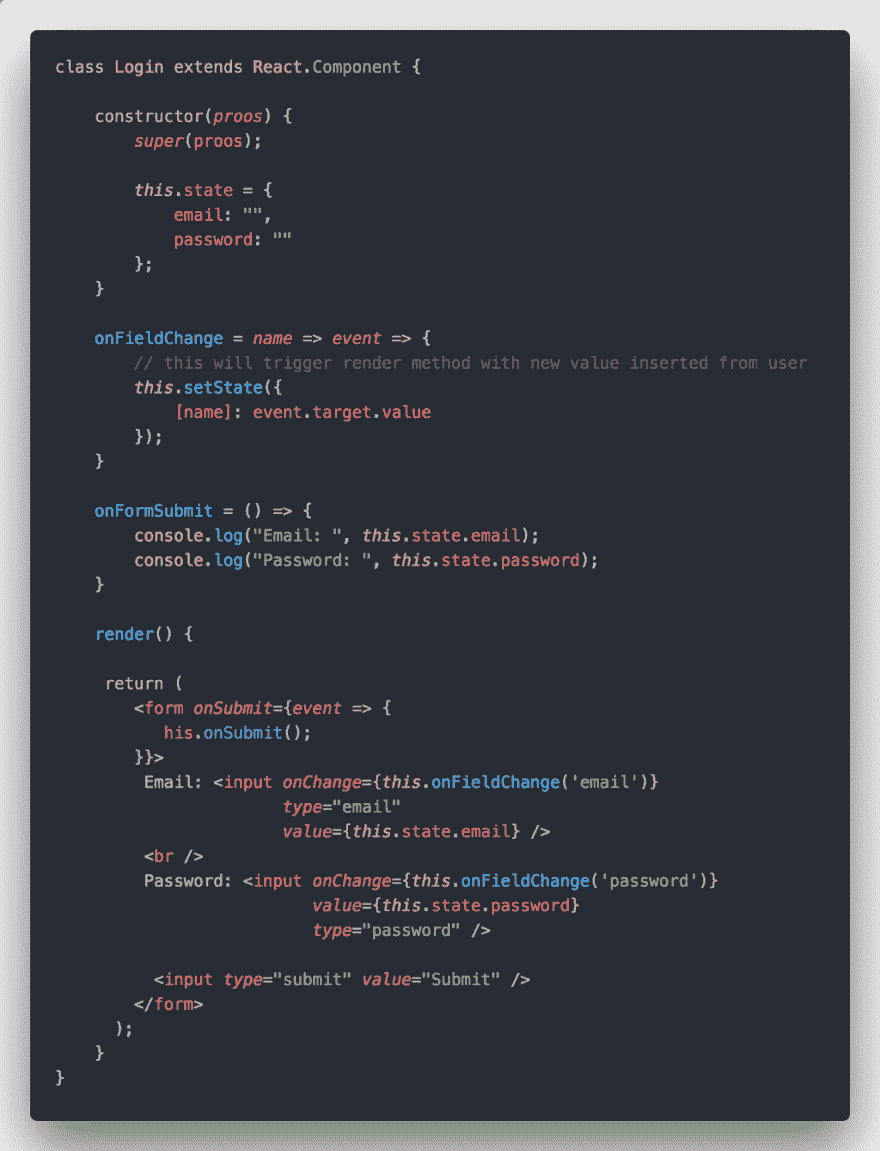 class Login extends React.Component {
constructor(proos) {
super(proos);
this.state = {
email: "",
password: ""
};
}
onFieldChange = name => event => {
// this will trigger render method with new value inserted from user
this.setState({
[name]: event.target.value
});
}
onFormSubmit = () => {
console.log("Email: ", this.state.email);
console.log("Password: ", this.state.password);
}
render() {
return (
<form onSubmit={event => {
his.onSubmit();
}}>
Email: <input onChange={this.onFieldChange('email')}
type="email"
value={this.state.email} />
<br />
Password: <input onChange={this.onFieldChange('password')}
value={this.state.password}
type="password" />
<input type="submit" value="Submit" />
</form>
);
}
}